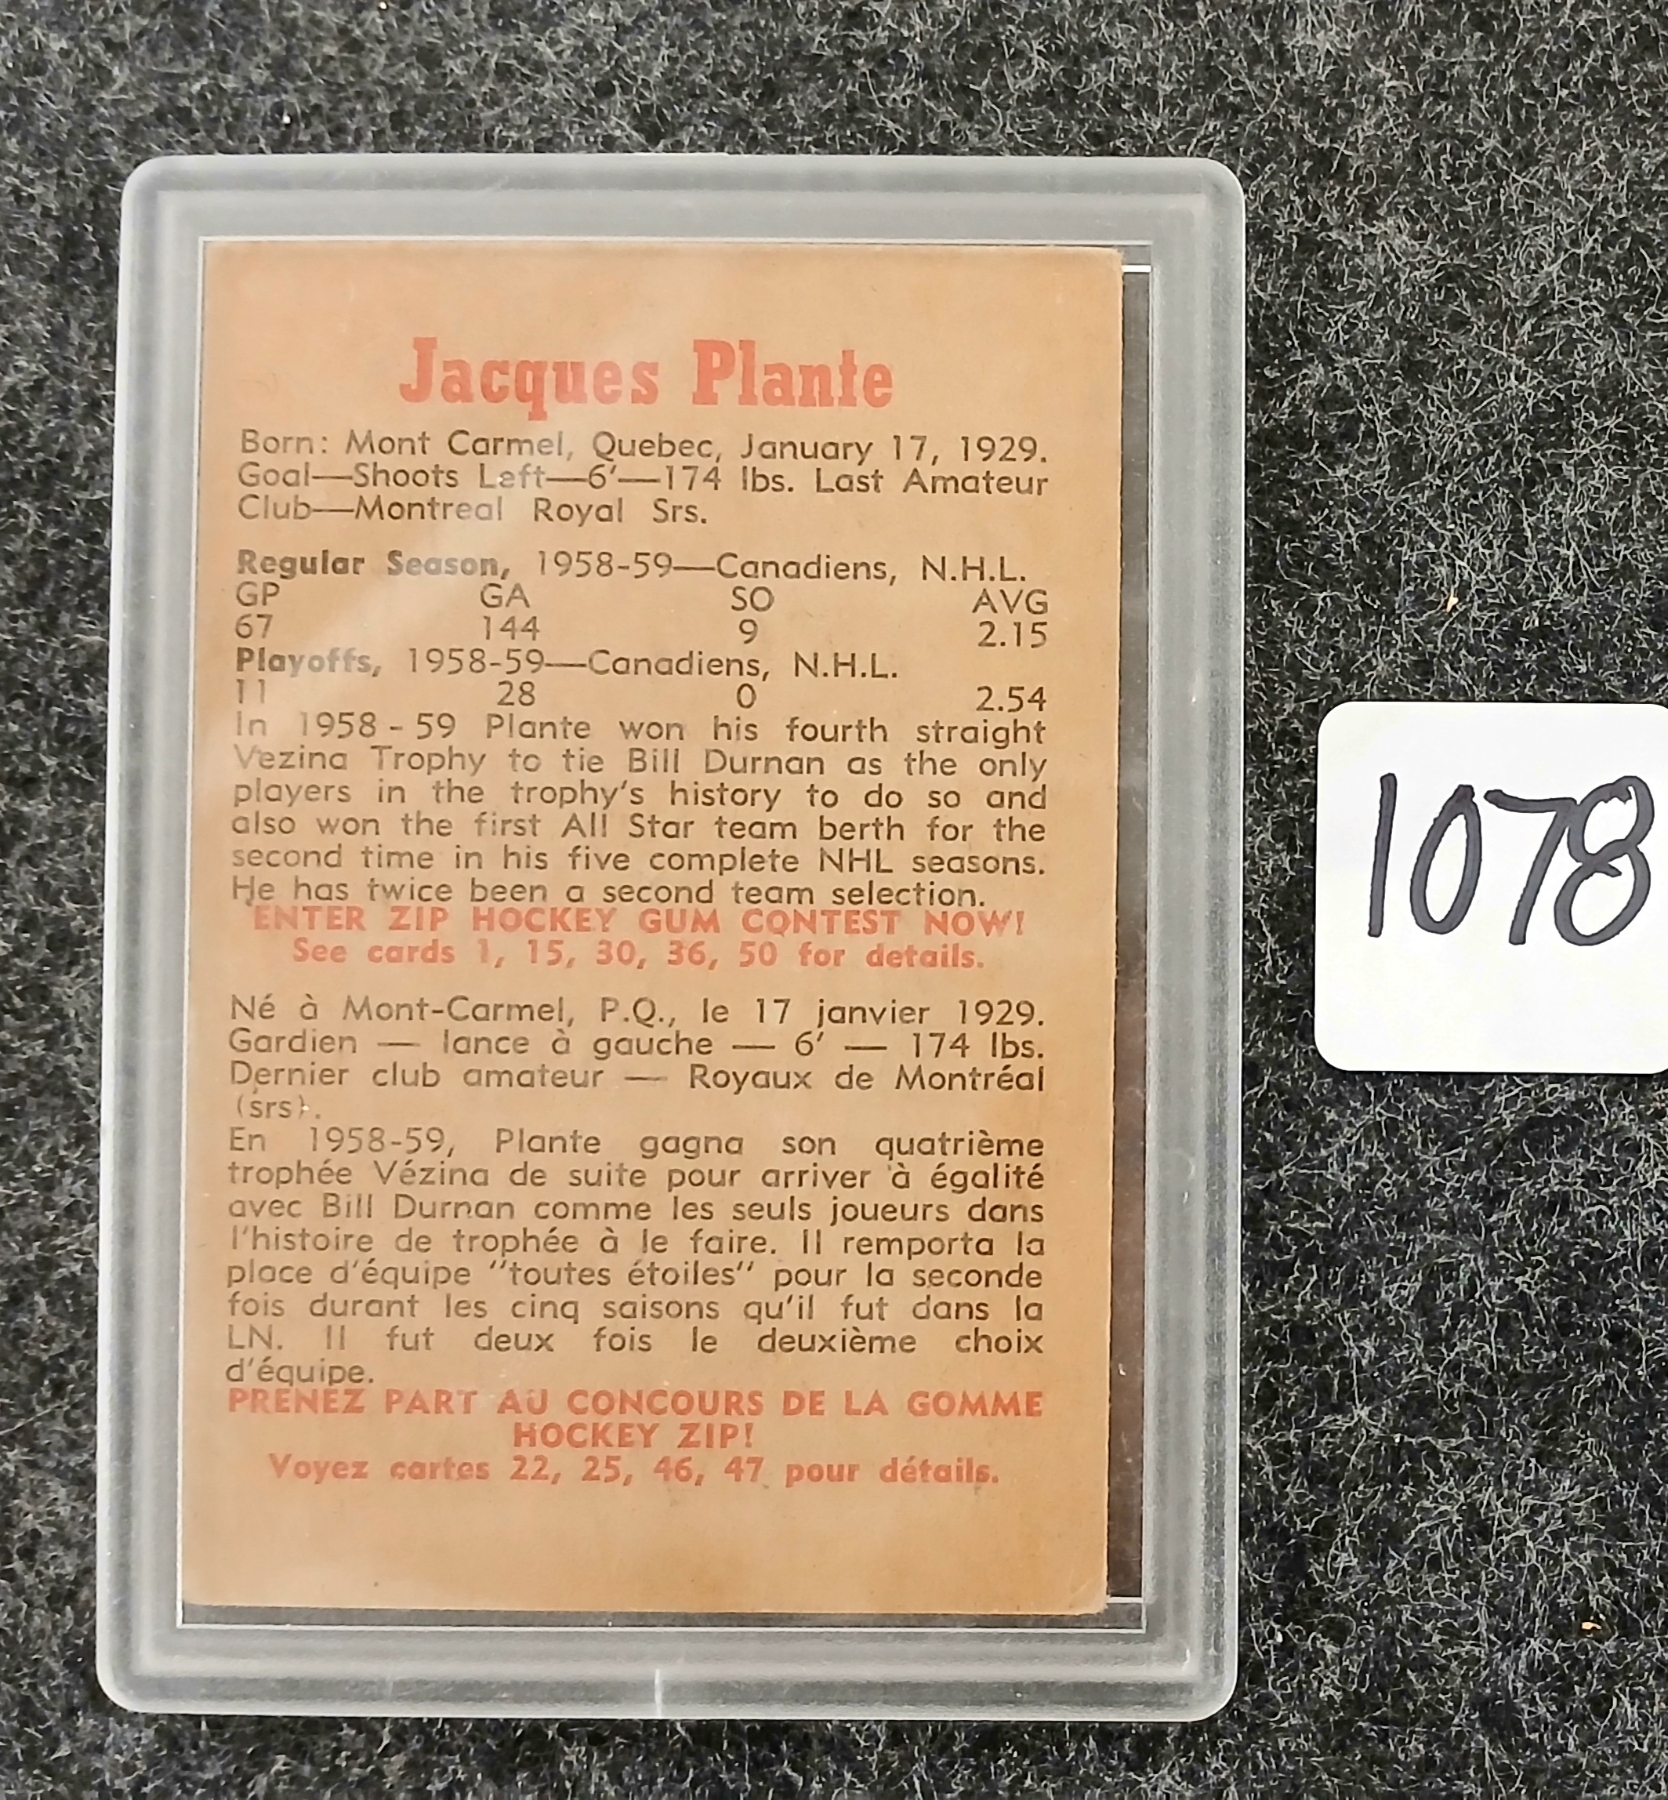 Jacques Plante
Born: Mont Carmel, Quebec, January 17, 1929.
Goal—Shoots Left—6'—174 lbs. Last Amateur
Club—Montreal Royal Srs.
Regular Season, 1958-59—Canadiens, N.H.L.
GP GA SO AVG
67 144 9 2.15
Playoffs, 1958-59—Canadiens, N.H.L.
11 28 0 2.54
In 1958-59 Plante won his fourth straight
Vezina Trophy to tie Bill Durnan as the only
players in the trophy's history to do so and
also won the first All Star team berth for the
second time in his five complete NHL seasons.
He has twice been a second team selection.
ENTER ZIP HOCKEY GUM CONTEST NOW!
See cards 1, 15, 30, 36, 50 for details.
Né à Mont-Carmel, P.Q., le 17 janvier 1929.
Gardien — lance à gauche — 6' — 174 lbs.
Dernier club amateur — Royaux de Montréal
(srs).
En 1958-59, Plante gagna son quatrième
trophée Vézina de suite pour arriver à égalité
avec Bill Durnan comme les seuls joueurs dans
l'histoire de trophée à le faire. Il remporta la
place d'équipe "toutes étoiles" pour la seconde
fois durant les cinq saisons qu'il fut dans la
LN. Il fut deux fois le deuxième choix
d'équipe.
PRENEZ PART AU CONCOURS DE LA GOMME
HOCKEY ZIP!
Voyez cartes 22, 25, 46, 47 pour détails.
1078